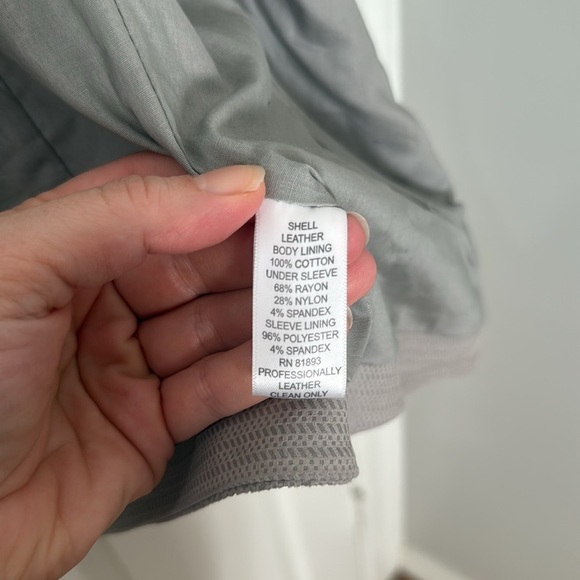 SHELL
LEATHER
BODY LINING
100% COTTON
UNDER SLEEVE
68% RAYON
28% NYLON
4% SPANDEX
SLEEVE LINING
96% POLYESTER
4% SPANDEX
RN 81893
PROFESSIONALLY
LEATHER
CLEAN ONLY